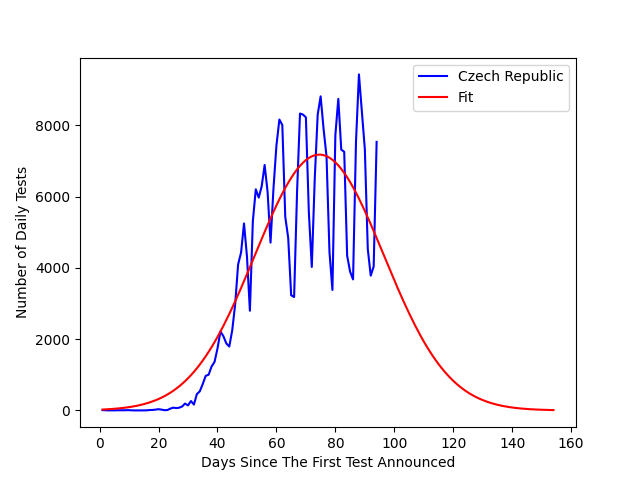 Czech Republic
Fit
8000
6000
4000
2000
0
Number of Daily Tests
0 20 40 60 80 100 120 140 160
Days Since The First Test Announced